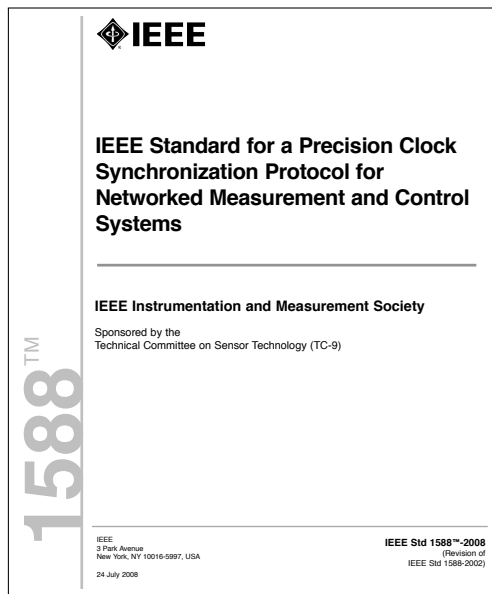 IEEE
IEEE Standard for a Precision Clock
Synchronization Protocol for
Networked Measurement and Control
Systems
IEEE Instrumentation and Measurement Society
Sponsored by the
Technical Committee on Sensor Technology (TC-9)
1588™
IEEE
3 Park Avenue
New York, NY 10016-5997, USA
24 July 2008
IEEE Std 1588™-2008
(Revision of
IEEE Std 1588-2002)